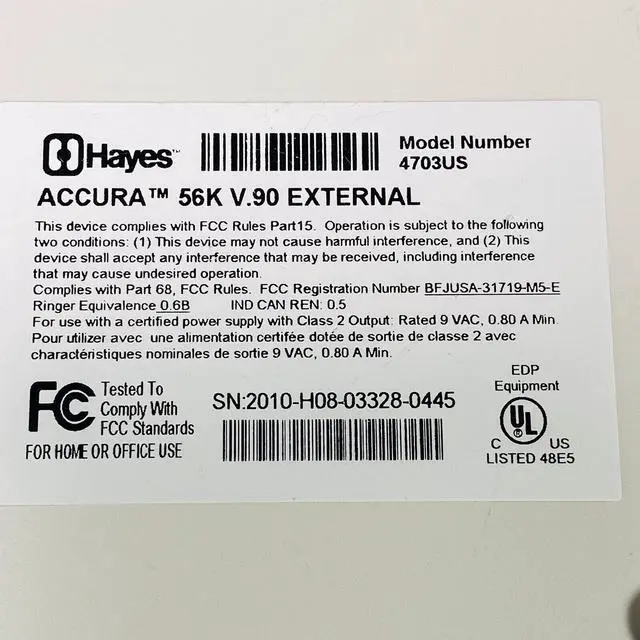 Hayes™
Model Number
4703US
ACCURA™ 56K V.90 EXTERNAL
This device complies with FCC Rules Part15. Operation is subject to the following
two conditions: (1) This device may not cause harmful interference, and (2) This
device shall accept any interference that may be received, including interference
that may cause undesired operation.
Complies with Part 68, FCC Rules. FCC Registration Number BFJUSA-31719-M5-E
Ringer Equivalence 0.6B IND CAN REN: 0.5
For use with a certified power supply with Class 2 Output: Rated 9 VAC, 0.80 A Min.
Pour utilizer avec une alimentation certifée dotée de sortie de classe 2 avec
charactéristiques nominales de sortie 9 VAC, 0.80 A Min.
FC Tested To
Comply With
FCC Standards
FOR HOME OR OFFICE USE
SN:2010-H08-03328-0445
EDP
Equipment
UL
®
C US
LISTED 48E5